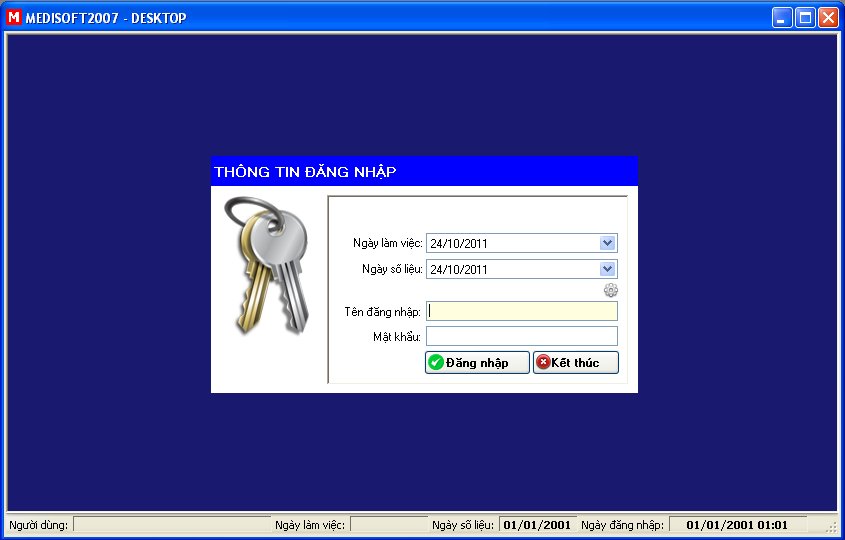 M MEDISOFT2007 - DESKTOP
THÔNG TIN ĐĂNG NHẬP
Ngày làm việc: 24/10/2011
Ngày số liệu: 24/10/2011
Tên đăng nhập:
Mật khẩu:
Đăng nhập Kết thúc
Người dùng: Ngày làm việc: Ngày số liệu: 01/01/2001 Ngày đăng nhập: 01/01/2001 01:01